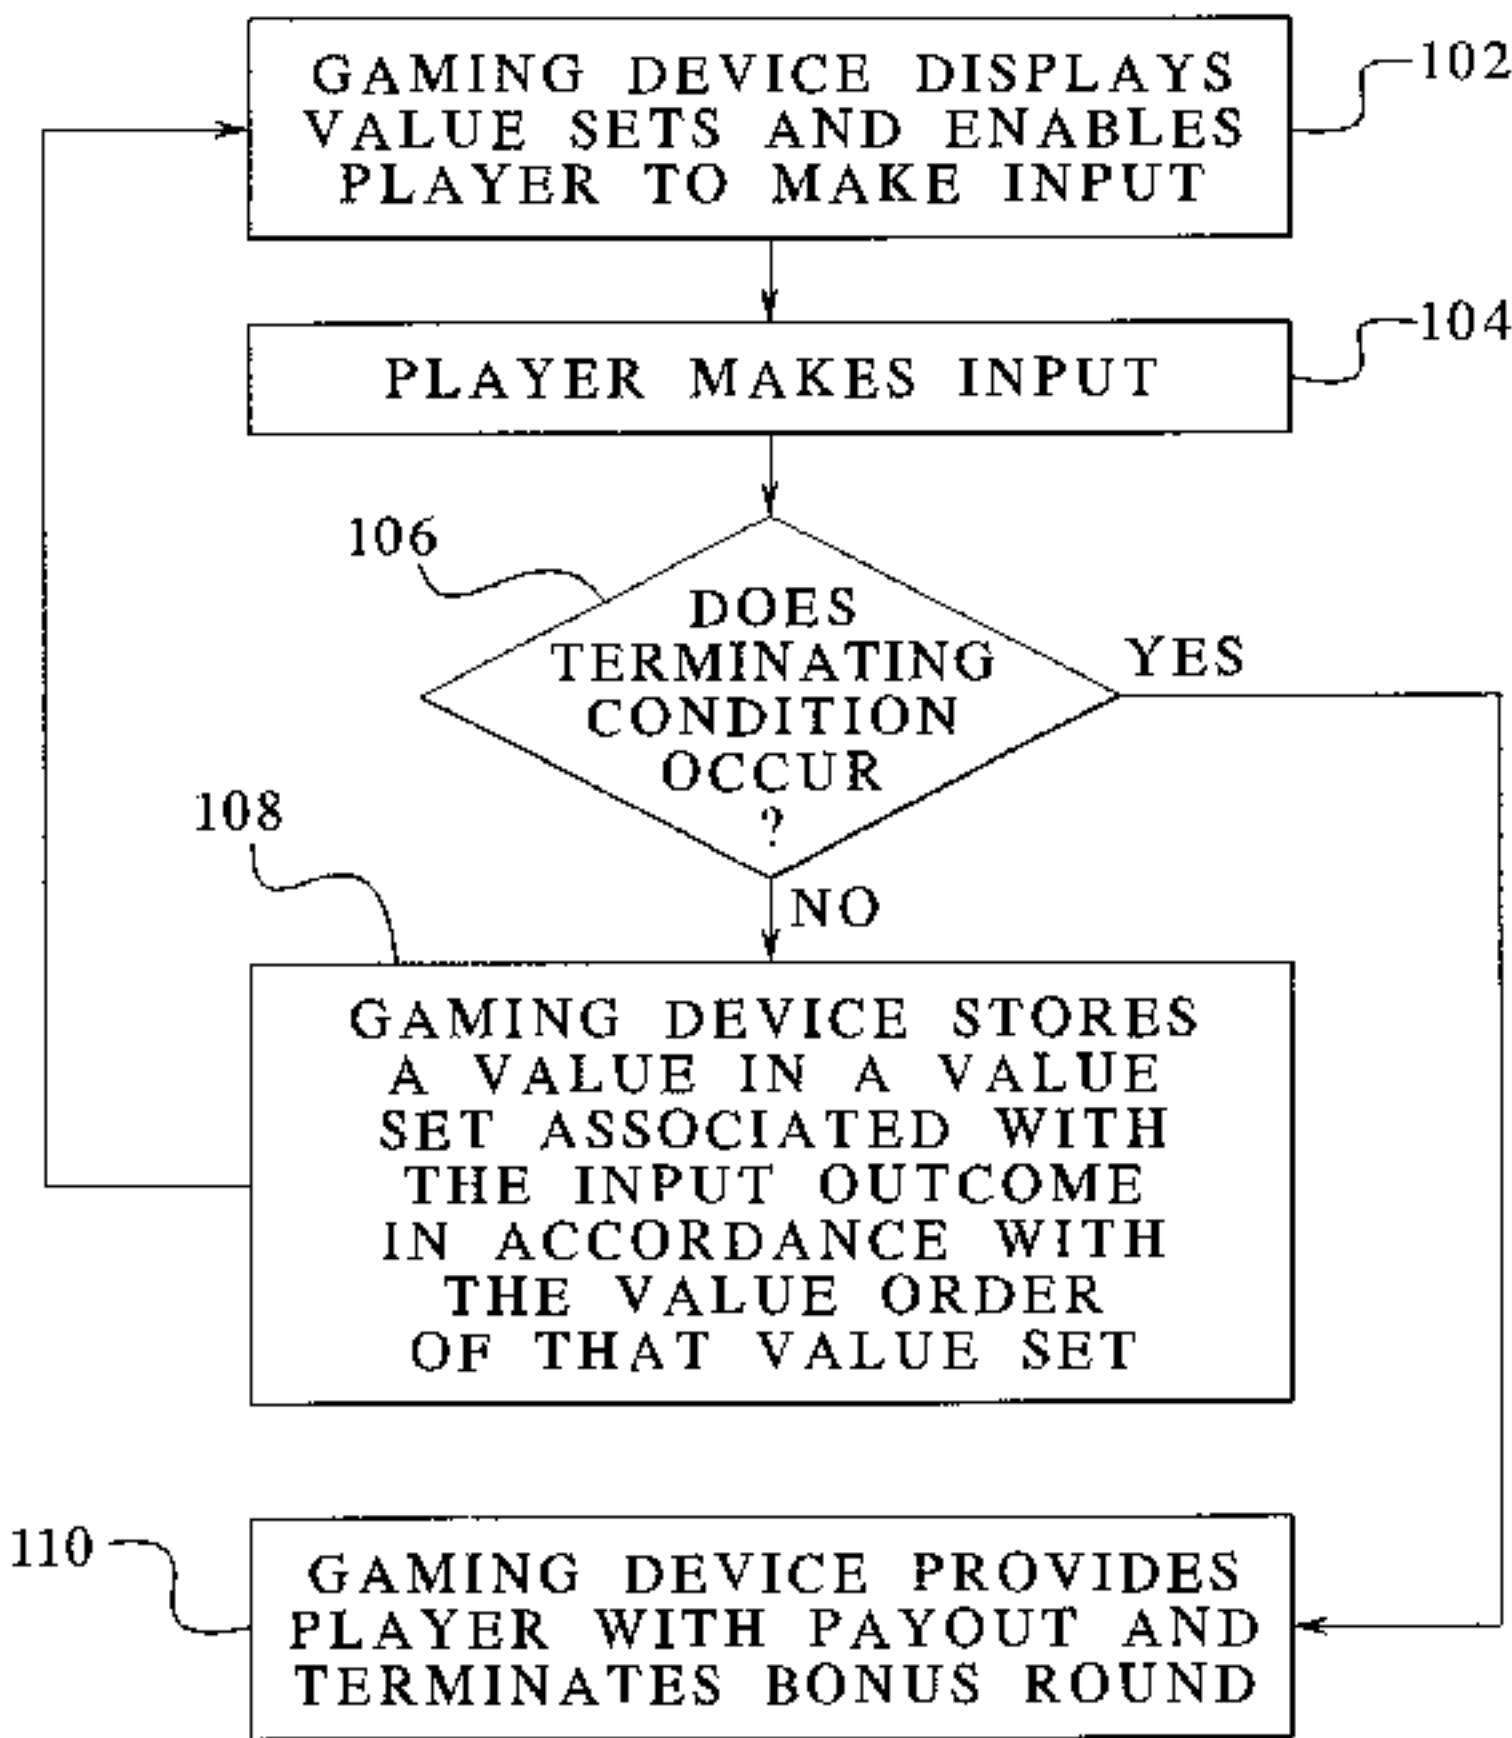 GAMING DEVICE DISPLAYS
VALUE SETS AND ENABLES
PLAYER TO MAKE INPUT
102
PLAYER MAKES INPUT
104
106
DOES
TERMINATING
CONDITION
OCCUR
?
YES
NO
108
GAMING DEVICE STORES
A VALUE IN A VALUE
SET ASSOCIATED WITH
THE INPUT OUTCOME
IN ACCORDANCE WITH
THE VALUE ORDER
OF THAT VALUE SET
110
GAMING DEVICE PROVIDES
PLAYER WITH PAYOUT AND
TERMINATES BONUS ROUND